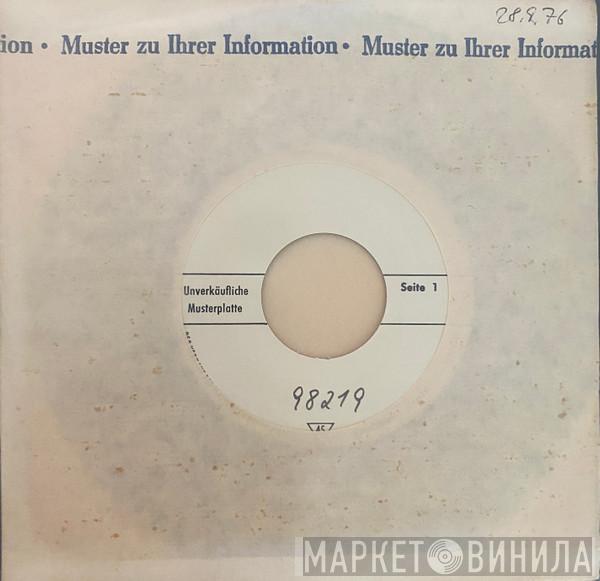 28.9.76
ion • Muster zu Ihrer Information • Muster zu Ihrer Informat
Unverkäufliche
Musterplatte
Seite 1
98219
45
МАРКЕТ ВИНИЛА